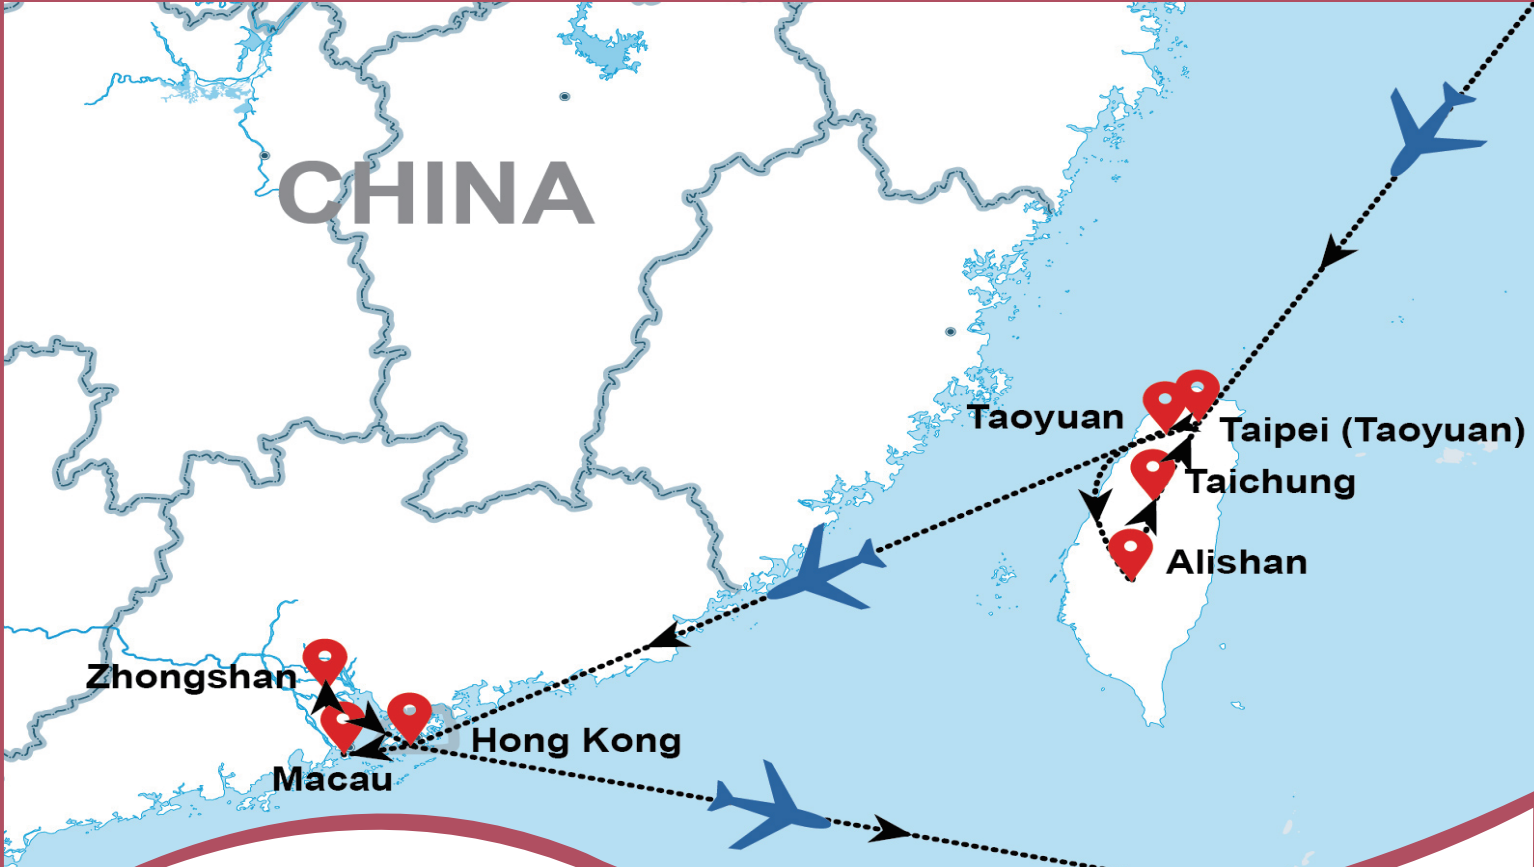 CHINA
Taoyuan
Taipei (Taoyuan)
Taichung
Alishan
Zhongshan
Hong Kong
Macau